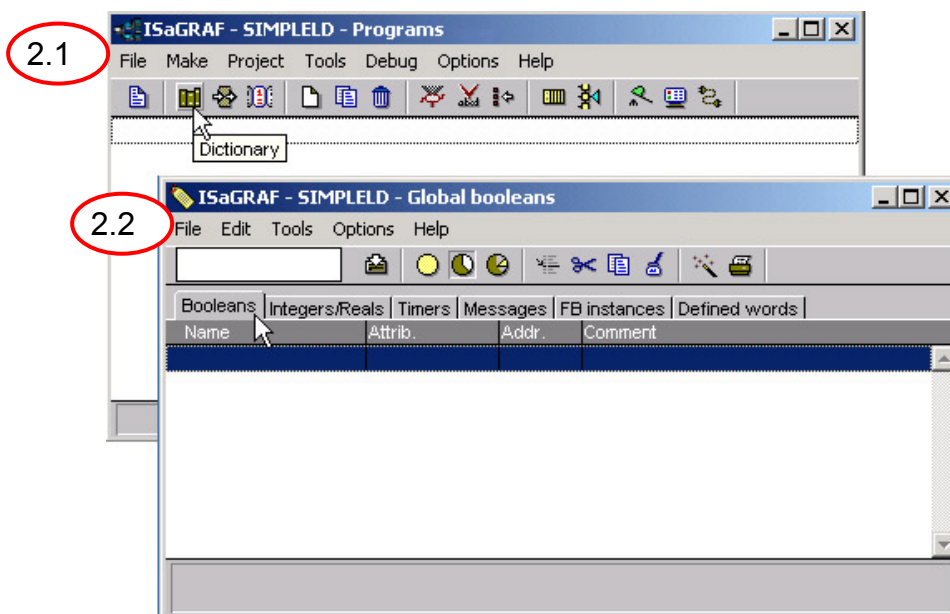 2.1
ISaGRAF - SIMPLELD - Programs
File Make Project Tools Debug Options Help
Dictionary
2.2
ISaGRAF - SIMPLELD - Global booleans
File Edit Tools Options Help
Booleans Integers/Reals Timers Messages FB instances Defined words
Name Attrib. Addr. Comment